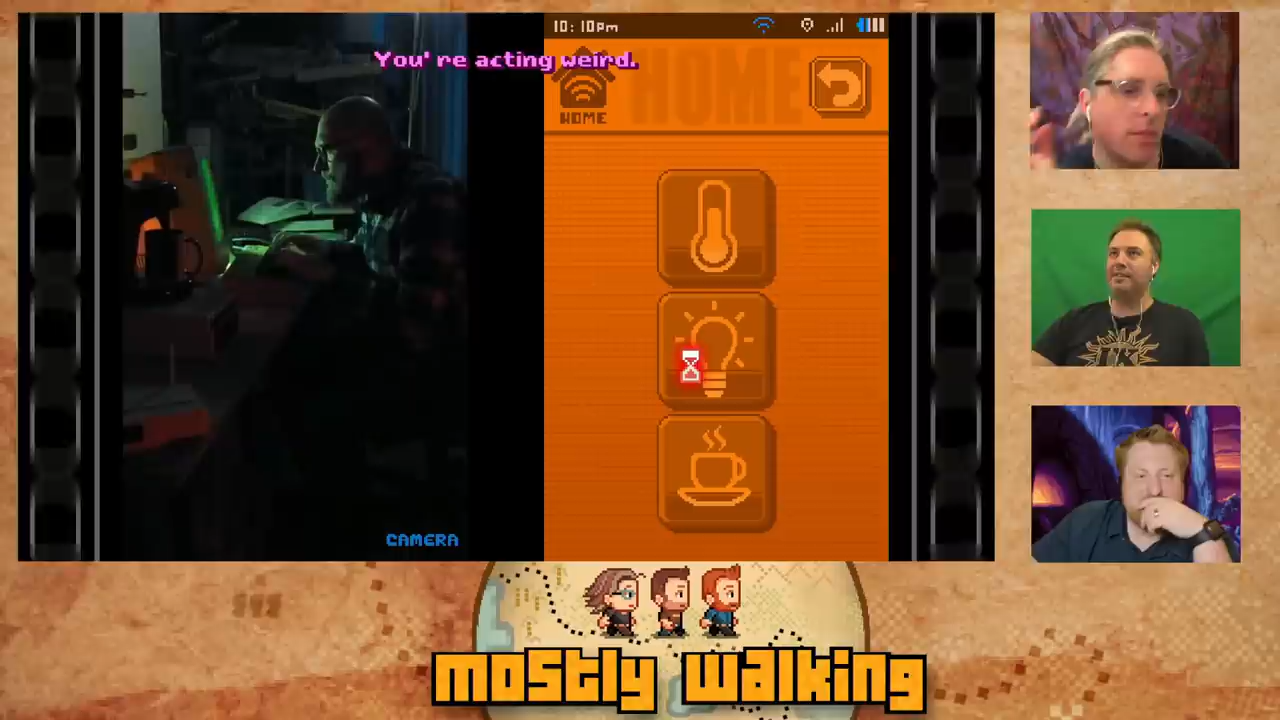 10:10pm
You're acting weird.
HOME
HOME
CAMERA
mostly walking